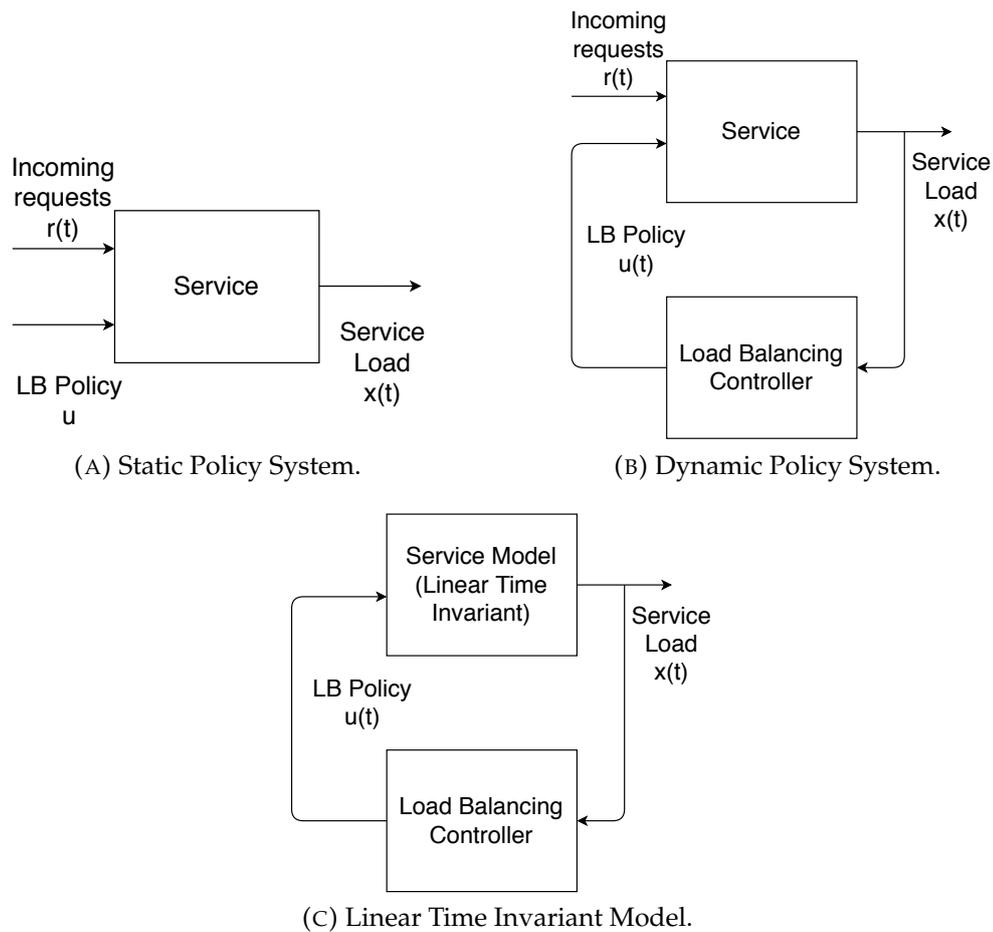 Incoming
requests
r(t)
Service
LB Policy
u
Service
Load
x(t)
(A) Static Policy System.
Incoming
requests
r(t)
Service
Service
Load
x(t)
LB Policy
u(t)
Load Balancing
Controller
(B) Dynamic Policy System.
Service Model
(Linear Time
Invariant)
Service
Load
x(t)
LB Policy
u(t)
Load Balancing
Controller
(C) Linear Time Invariant Model.